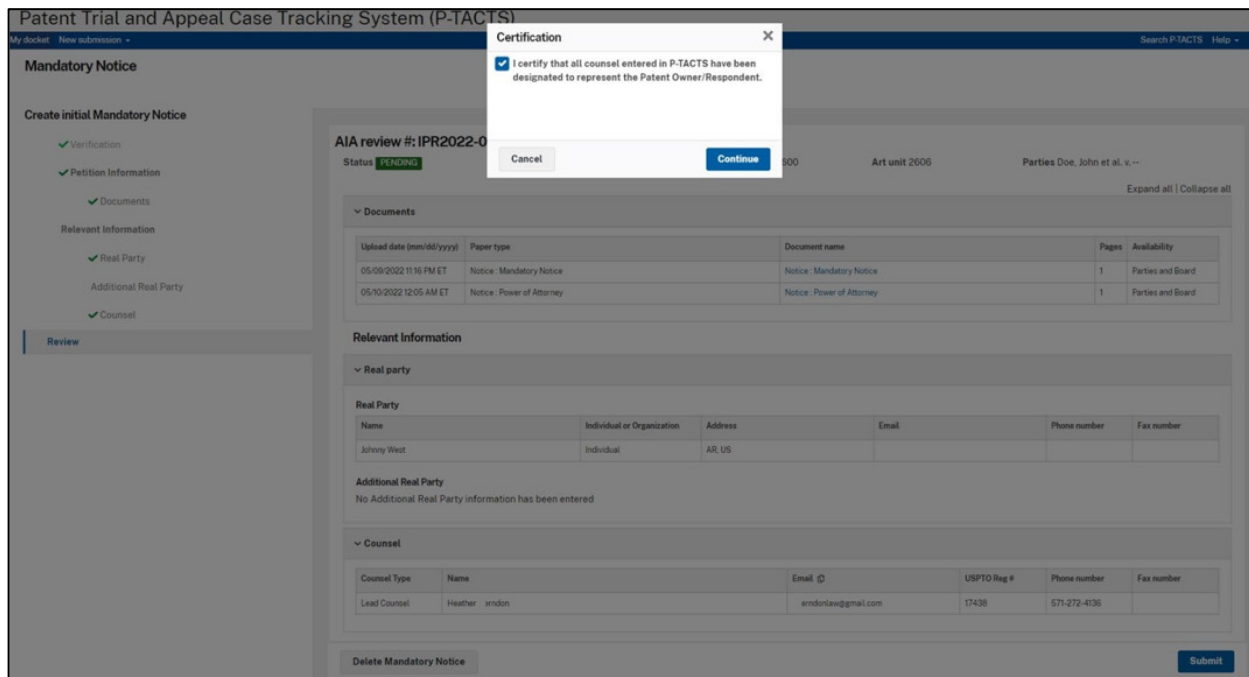 Patent Trial and Appeal Case Tracking System (P-TACTS)
My docket New submission Search P-TACTS Help
Mandatory Notice
Certification
I certify that all counsel entered in P-TACTS have been
designated to represent the Patent Owner/Respondent.
Cancel Continue
Create initial Mandatory Notice
Verification
Petition Information
Documents
Relevant Information
Real Party
Additional Real Party
Counsel
Review
AIA review #: IPR2022-0
Status PENDING 500 Art unit 2606 Parties Doe, John et al. v. --
Expand all | Collapse all
Documents
Upload date (mm/dd/yyyy) Paper type Document name Pages Availability
05/09/2022 11:16 PM ET Notice : Mandatory Notice Notice : Mandatory Notice 1 Parties and Board
05/10/2022 12:05 AM ET Notice : Power of Attorney Notice : Power of Attorney 1 Parties and Board
Relevant Information
Real party
Real Party
Name Individual or Organization Address Email Phone number Fax number
Johnny West Individual AR, US
Additional Real Party
No Additional Real Party information has been entered
Counsel
Counsel Type Name Email USPTO Reg # Phone number Fax number
Lead Counsel Heather erndon erndonlaw@gmail.com 17438 571-272-4136
Delete Mandatory Notice Submit